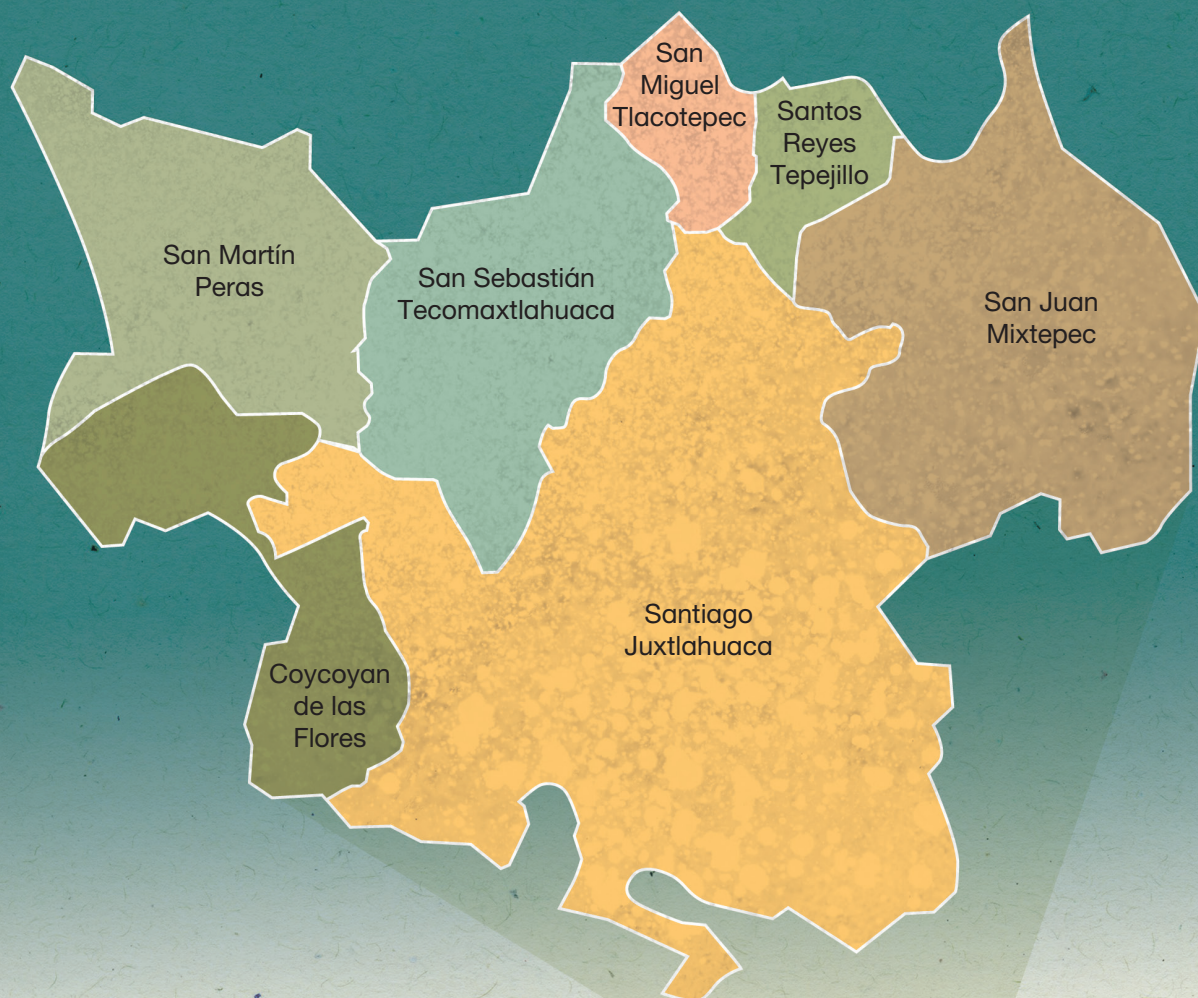 San
Miguel
Tlacotepec
Santos
Reyes
Tepejillo
San Martín
Peras
San Sebastián
Tecomaxtlahuaca
San Juan
Mixtepec
Santiago
Juxtlahuaca
Coycoyan
de las
Flores